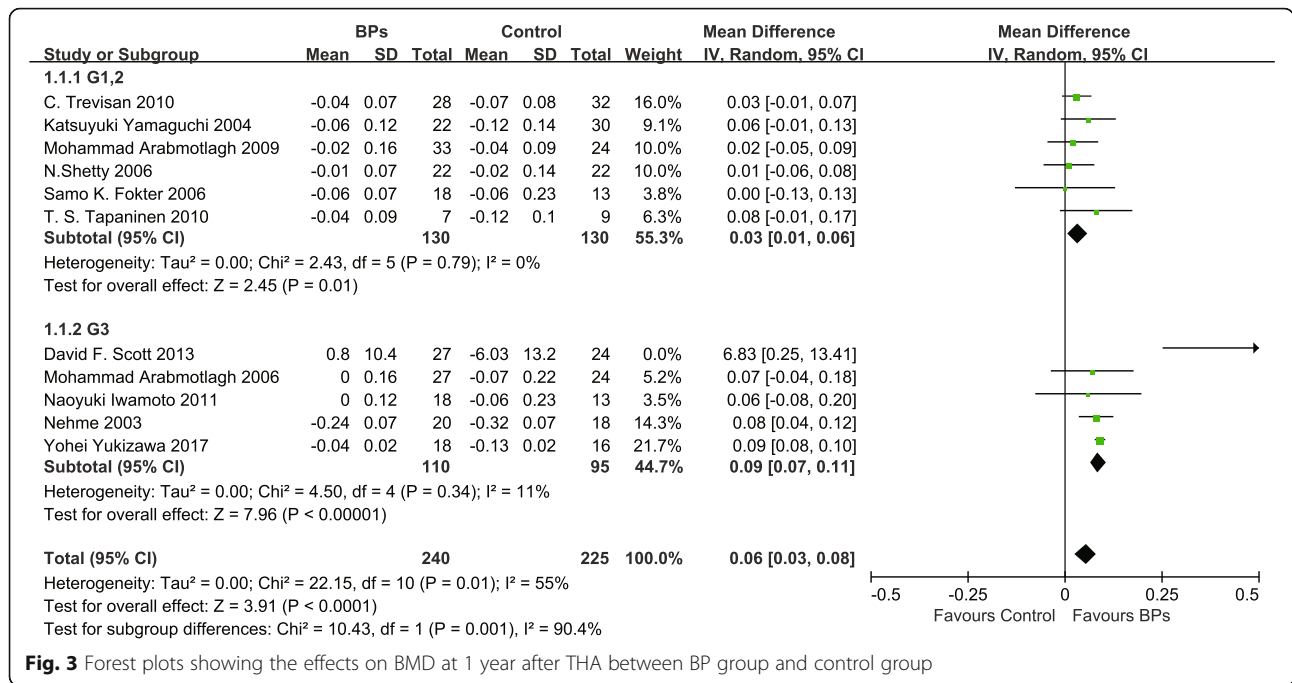 BPs Control Mean Difference Mean Difference
Study or Subgroup Mean SD Total Mean SD Total Weight IV, Random, 95% CI IV, Random, 95% CI
1.1.1 G1,2
C. Trevisan 2010 -0.04 0.07 28 -0.07 0.08 32 16.0% 0.03 [-0.01, 0.07]
Katsuyuki Yamaguchi 2004 -0.06 0.12 22 -0.12 0.14 30 9.1% 0.06 [-0.01, 0.13]
Mohammad Arabmotlagh 2009 -0.02 0.16 33 -0.04 0.09 24 10.0% 0.02 [-0.05, 0.09]
N.Shetty 2006 -0.01 0.07 22 -0.02 0.14 22 10.0% 0.01 [-0.06, 0.08]
Samo K. Fokter 2006 -0.06 0.07 18 -0.06 0.23 13 3.8% 0.00 [-0.13, 0.13]
T. S. Tapaninen 2010 -0.04 0.09 7 -0.12 0.1 9 6.3% 0.08 [-0.01, 0.17]
Subtotal (95% CI) 130 130 55.3% 0.03 [0.01, 0.06]
Heterogeneity: Tau² = 0.00; Chi² = 2.43, df = 5 (P = 0.79); I² = 0%
Test for overall effect: Z = 2.45 (P = 0.01)
1.1.2 G3
David F. Scott 2013 0.8 10.4 27 -6.03 13.2 24 0.0% 6.83 [0.25, 13.41]
Mohammad Arabmotlagh 2006 0 0.16 27 -0.07 0.22 24 5.2% 0.07 [-0.04, 0.18]
Naoyuki Iwamoto 2011 0 0.12 18 -0.06 0.23 13 3.5% 0.06 [-0.08, 0.20]
Nehme 2003 -0.24 0.07 20 -0.32 0.07 18 14.3% 0.08 [0.04, 0.12]
Yohei Yukizawa 2017 -0.04 0.02 18 -0.13 0.02 16 21.7% 0.09 [0.08, 0.10]
Subtotal (95% CI) 110 95 44.7% 0.09 [0.07, 0.11]
Heterogeneity: Tau² = 0.00; Chi² = 4.50, df = 4 (P = 0.34); I² = 11%
Test for overall effect: Z = 7.96 (P < 0.00001)
Total (95% CI) 240 225 100.0% 0.06 [0.03, 0.08]
Heterogeneity: Tau² = 0.00; Chi² = 22.15, df = 10 (P = 0.01); I² = 55%
Test for overall effect: Z = 3.91 (P < 0.0001)
Test for subgroup differences: Chi² = 10.43, df = 1 (P = 0.001), I² = 90.4%
-0.5 -0.25 0 0.25 0.5
Favours Control Favours BPs
Fig. 3 Forest plots showing the effects on BMD at 1 year after THA between BP group and control group